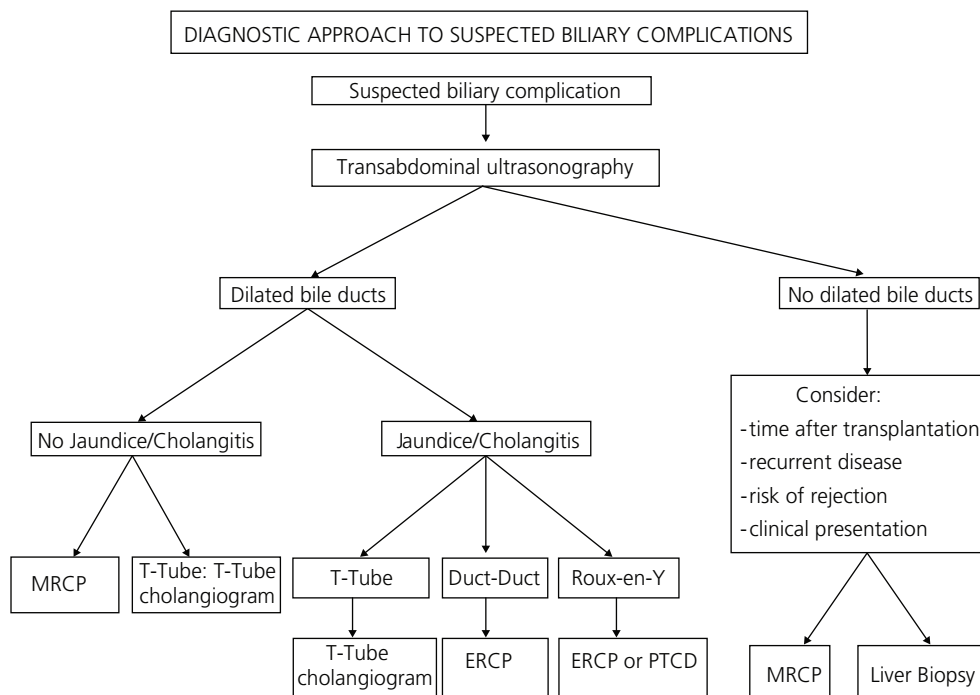 DIAGNOSTIC APPROACH TO SUSPECTED BILIARY COMPLICATIONS
Suspected biliary complication
Transabdominal ultrasonography
Dilated bile ducts
No dilated bile ducts
Consider:
-time after transplantation
-recurrent disease
-risk of rejection
-clinical presentation
No Jaundice/Cholangitis
Jaundice/Cholangitis
MRCP
T-Tube: T-Tube
cholangiogram
T-Tube
Duct-Duct
Roux-en-Y
T-Tube
cholangiogram
ERCP
ERCP or PTCD
MRCP
Liver Biopsy